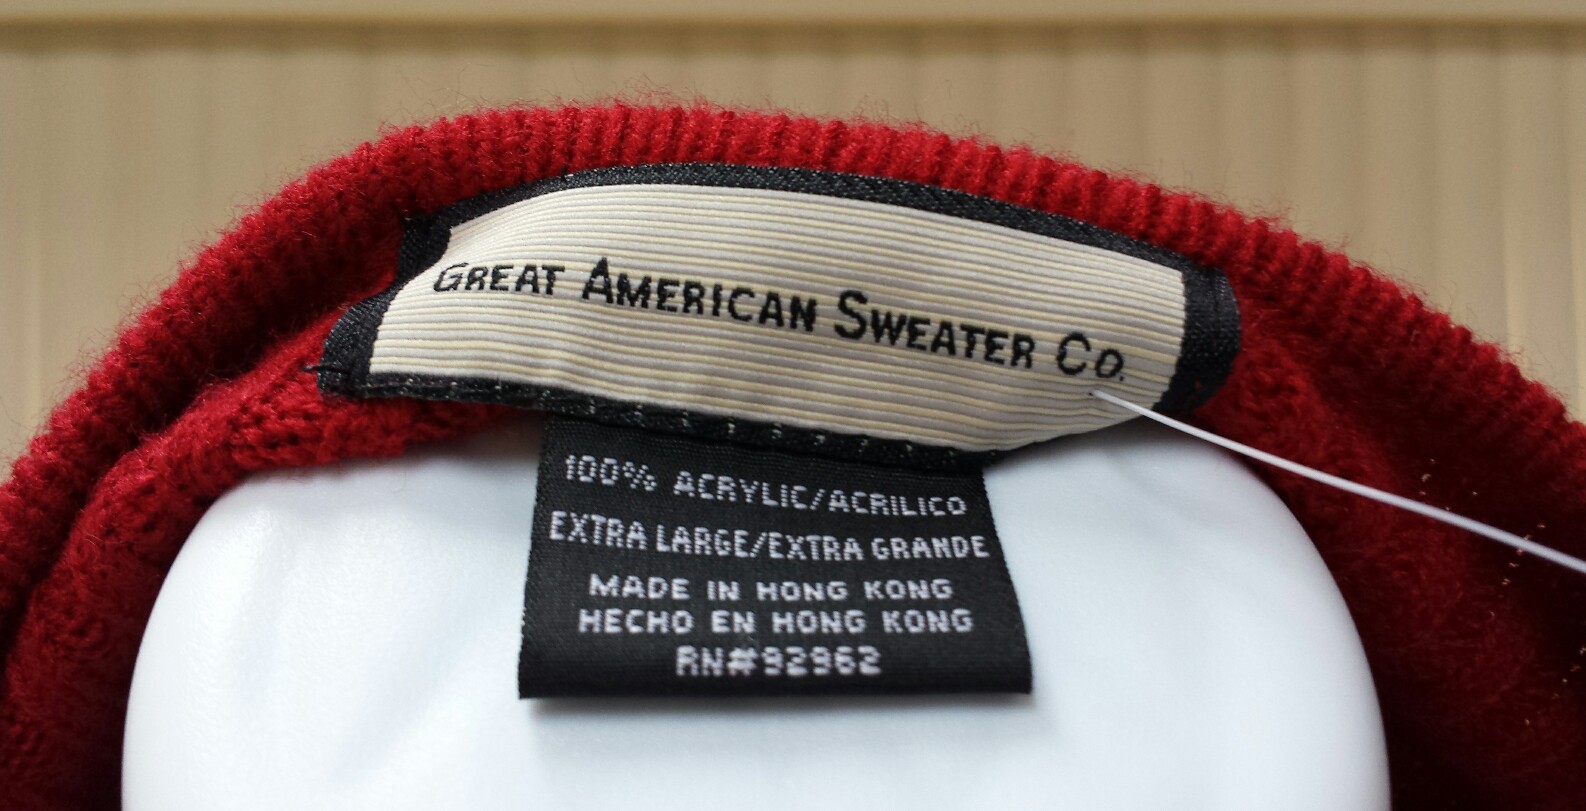 GREAT AMERICAN SWEATER CO.
100% ACRYLIC/ACRILICO
EXTRA LARGE/EXTRA GRANDE
MADE IN HONG KONG
HECHO EN HONG KONG
RN#92962